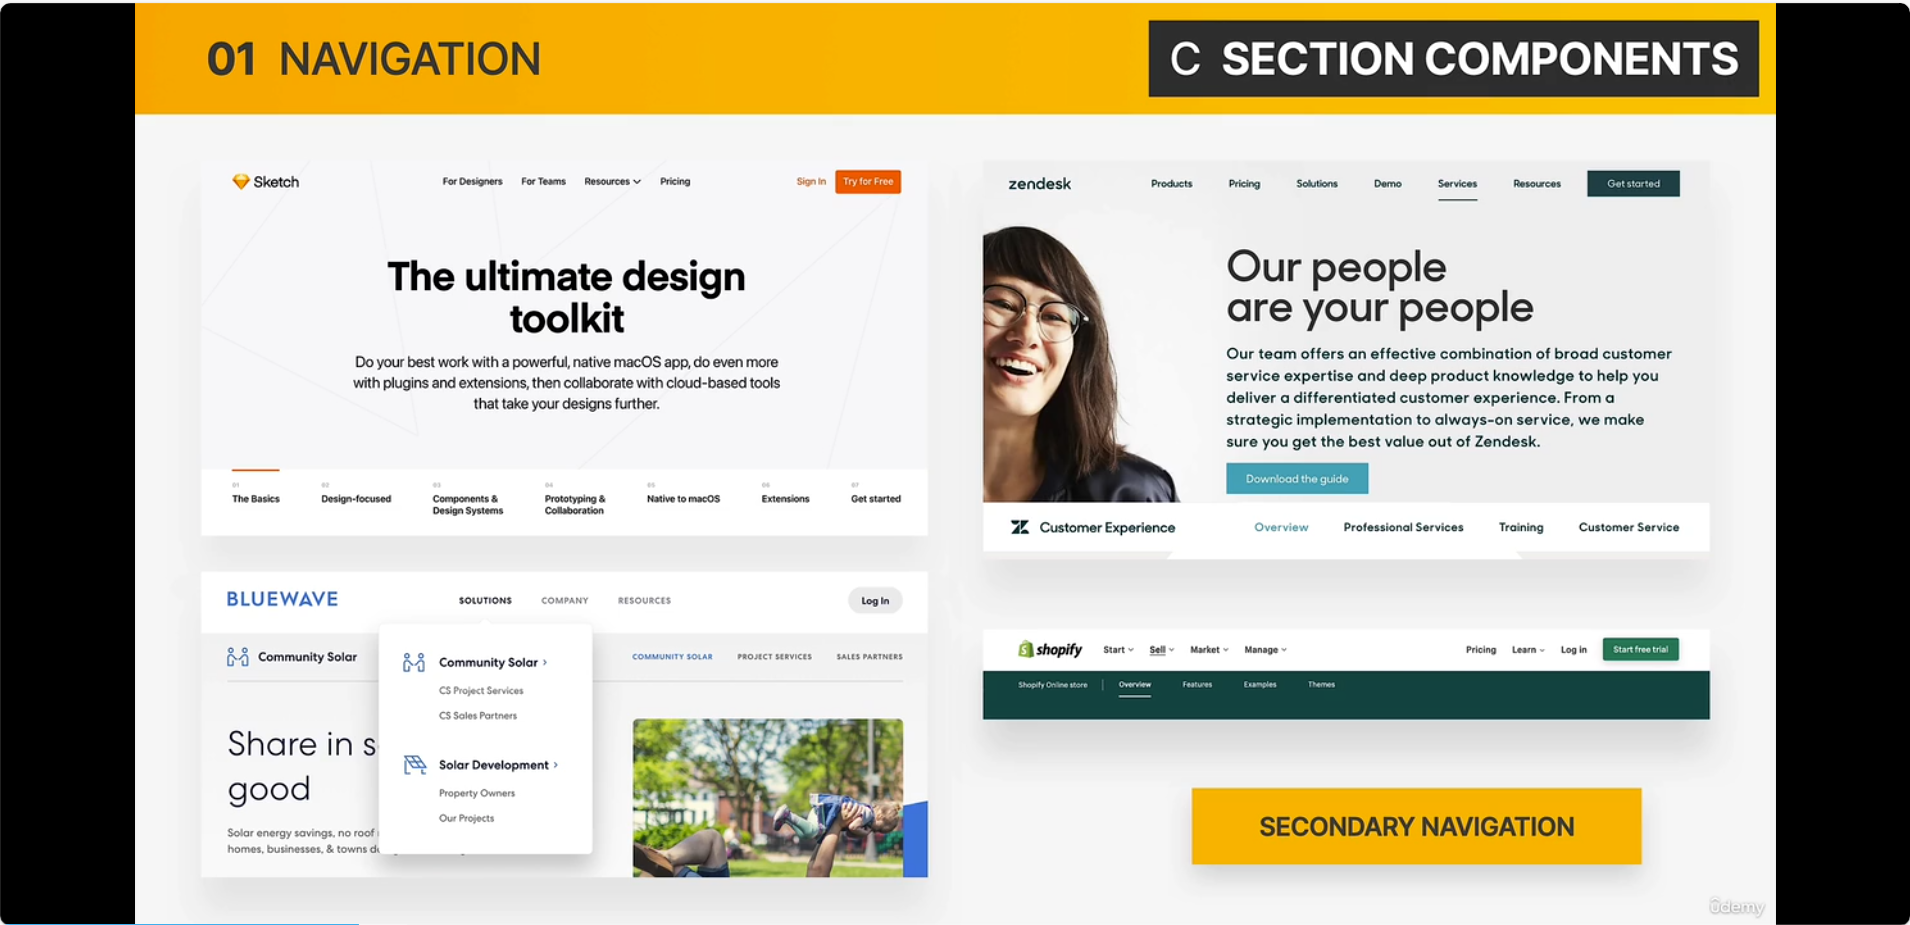 01 NAVIGATION
C SECTION COMPONENTS
Sketch
For Designers For Teams Resources Pricing
Sign In Try for Free
The ultimate design
toolkit
Do your best work with a powerful, native macOS app, do even more
with plugins and extensions, then collaborate with cloud-based tools
that take your designs further.
01 02 03 04 05 06 07
The Basics Design-focused Components & Prototyping & Native to macOS Extensions Get started
Design Systems Collaboration
zendesk
Products Pricing Solutions Demo Services Resources Get started
Our people
are your people
Our team offers an effective combination of broad customer
service expertise and deep product knowledge to help you
deliver a differentiated customer experience. From a
strategic implementation to always-on service, we make
sure you get the best value out of Zendesk.
Download the guide
Customer Experience Overview Professional Services Training Customer Service
BLUEWAVE
SOLUTIONS COMPANY RESOURCES Log In
Community Solar
COMMUNITY SOLAR PROJECT SERVICES SALES PARTNERS
Community Solar ›
CS Project Services
CS Sales Partners
Solar Development ›
Property Owners
Our Projects
Share in s
good
Solar energy savings, no roof
homes, businesses, & towns
shopify
Start Sell Market Manage
Pricing Learn Log in Start free trial
Shopify Online store | Overview Features Examples Themes
SECONDARY NAVIGATION
ûdemy